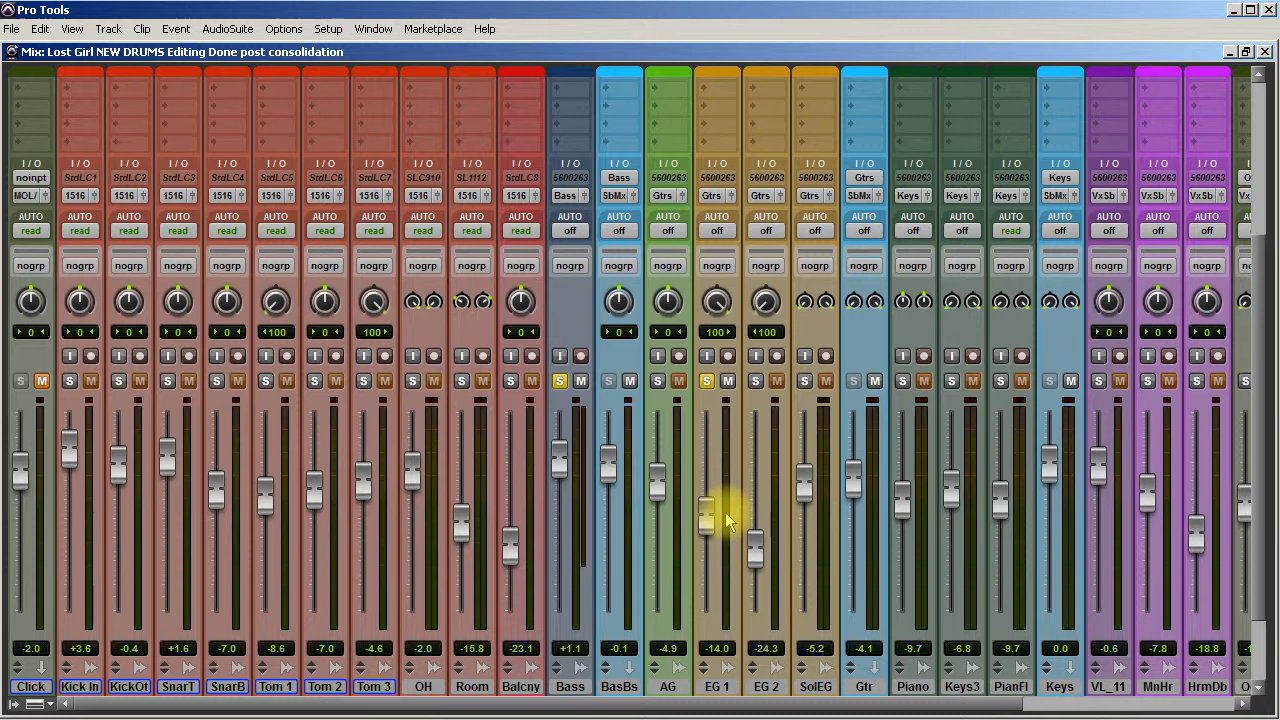 Pro Tools
File Edit View Track Clip Event AudioSuite Options Setup Window Marketplace Help
Mix: Lost Girl NEW DRUMS Editing Done post consolidation
I / O I / O I / O I / O I / O I / O I / O I / O I / O I / O I / O I / O I / O I / O I / O I / O I / O I / O I / O I / O I / O I / O I / O I / O I / O
noinpt StdLC1 StdLC2 StdLC3 StdLC4 StdLC5 StdLC6 StdLC7 SLC910 SL1112 StdLC8 5600263 Bass 5600263 5600263 5600263 5600263 Gtrs 5600263 5600263 5600263 Keys 5600263 5600263 5600263 O
MOL/ 1516 1516 1516 1516 1516 1516 1516 1516 1516 1516 Bass SbMx Gtrs Gtrs Gtrs Gtrs SbMx Keys Keys Keys SbMx VxSb VxSb VxSb Vx
AUTO AUTO AUTO AUTO AUTO AUTO AUTO AUTO AUTO AUTO AUTO AUTO AUTO AUTO AUTO AUTO AUTO AUTO AUTO AUTO AUTO AUTO AUTO AUTO AUTO AU
read read read read read read read read read read read off off off off off off off off off read off off off off o
nogrp nogrp nogrp nogrp nogrp nogrp nogrp nogrp nogrp nogrp nogrp nogrp nogrp nogrp nogrp nogrp nogrp nogrp nogrp nogrp nogrp nogrp nogrp nogrp nogrp no
0 0 0 0 0 100 0 100 0 0 0 100 100 0 0 0
I I I I I I I I I I I I I I I I I I I I I
S M S M S M S M S M S M S M S M S M S M S M S M S M S M S M S M S M S M S M S M S M S M S M S M S M S
-2.0 +3.6 -0.4 +1.6 -7.0 -8.6 -7.0 -4.6 -2.0 -15.8 -23.1 +1.1 -0.1 -4.9 -14.0 -24.3 -5.2 -4.1 -9.7 -6.8 -9.7 0.0 -0.6 -7.8 -18.8 -1
Click Kick In KickOt SnarT SnarB Tom 1 Tom 2 Tom 3 OH Room Balcny Bass BasBs AG EG 1 EG 2 SolEG Gtr Piano Keys3 PianFl Keys VL_11 MnHr HrmDb O